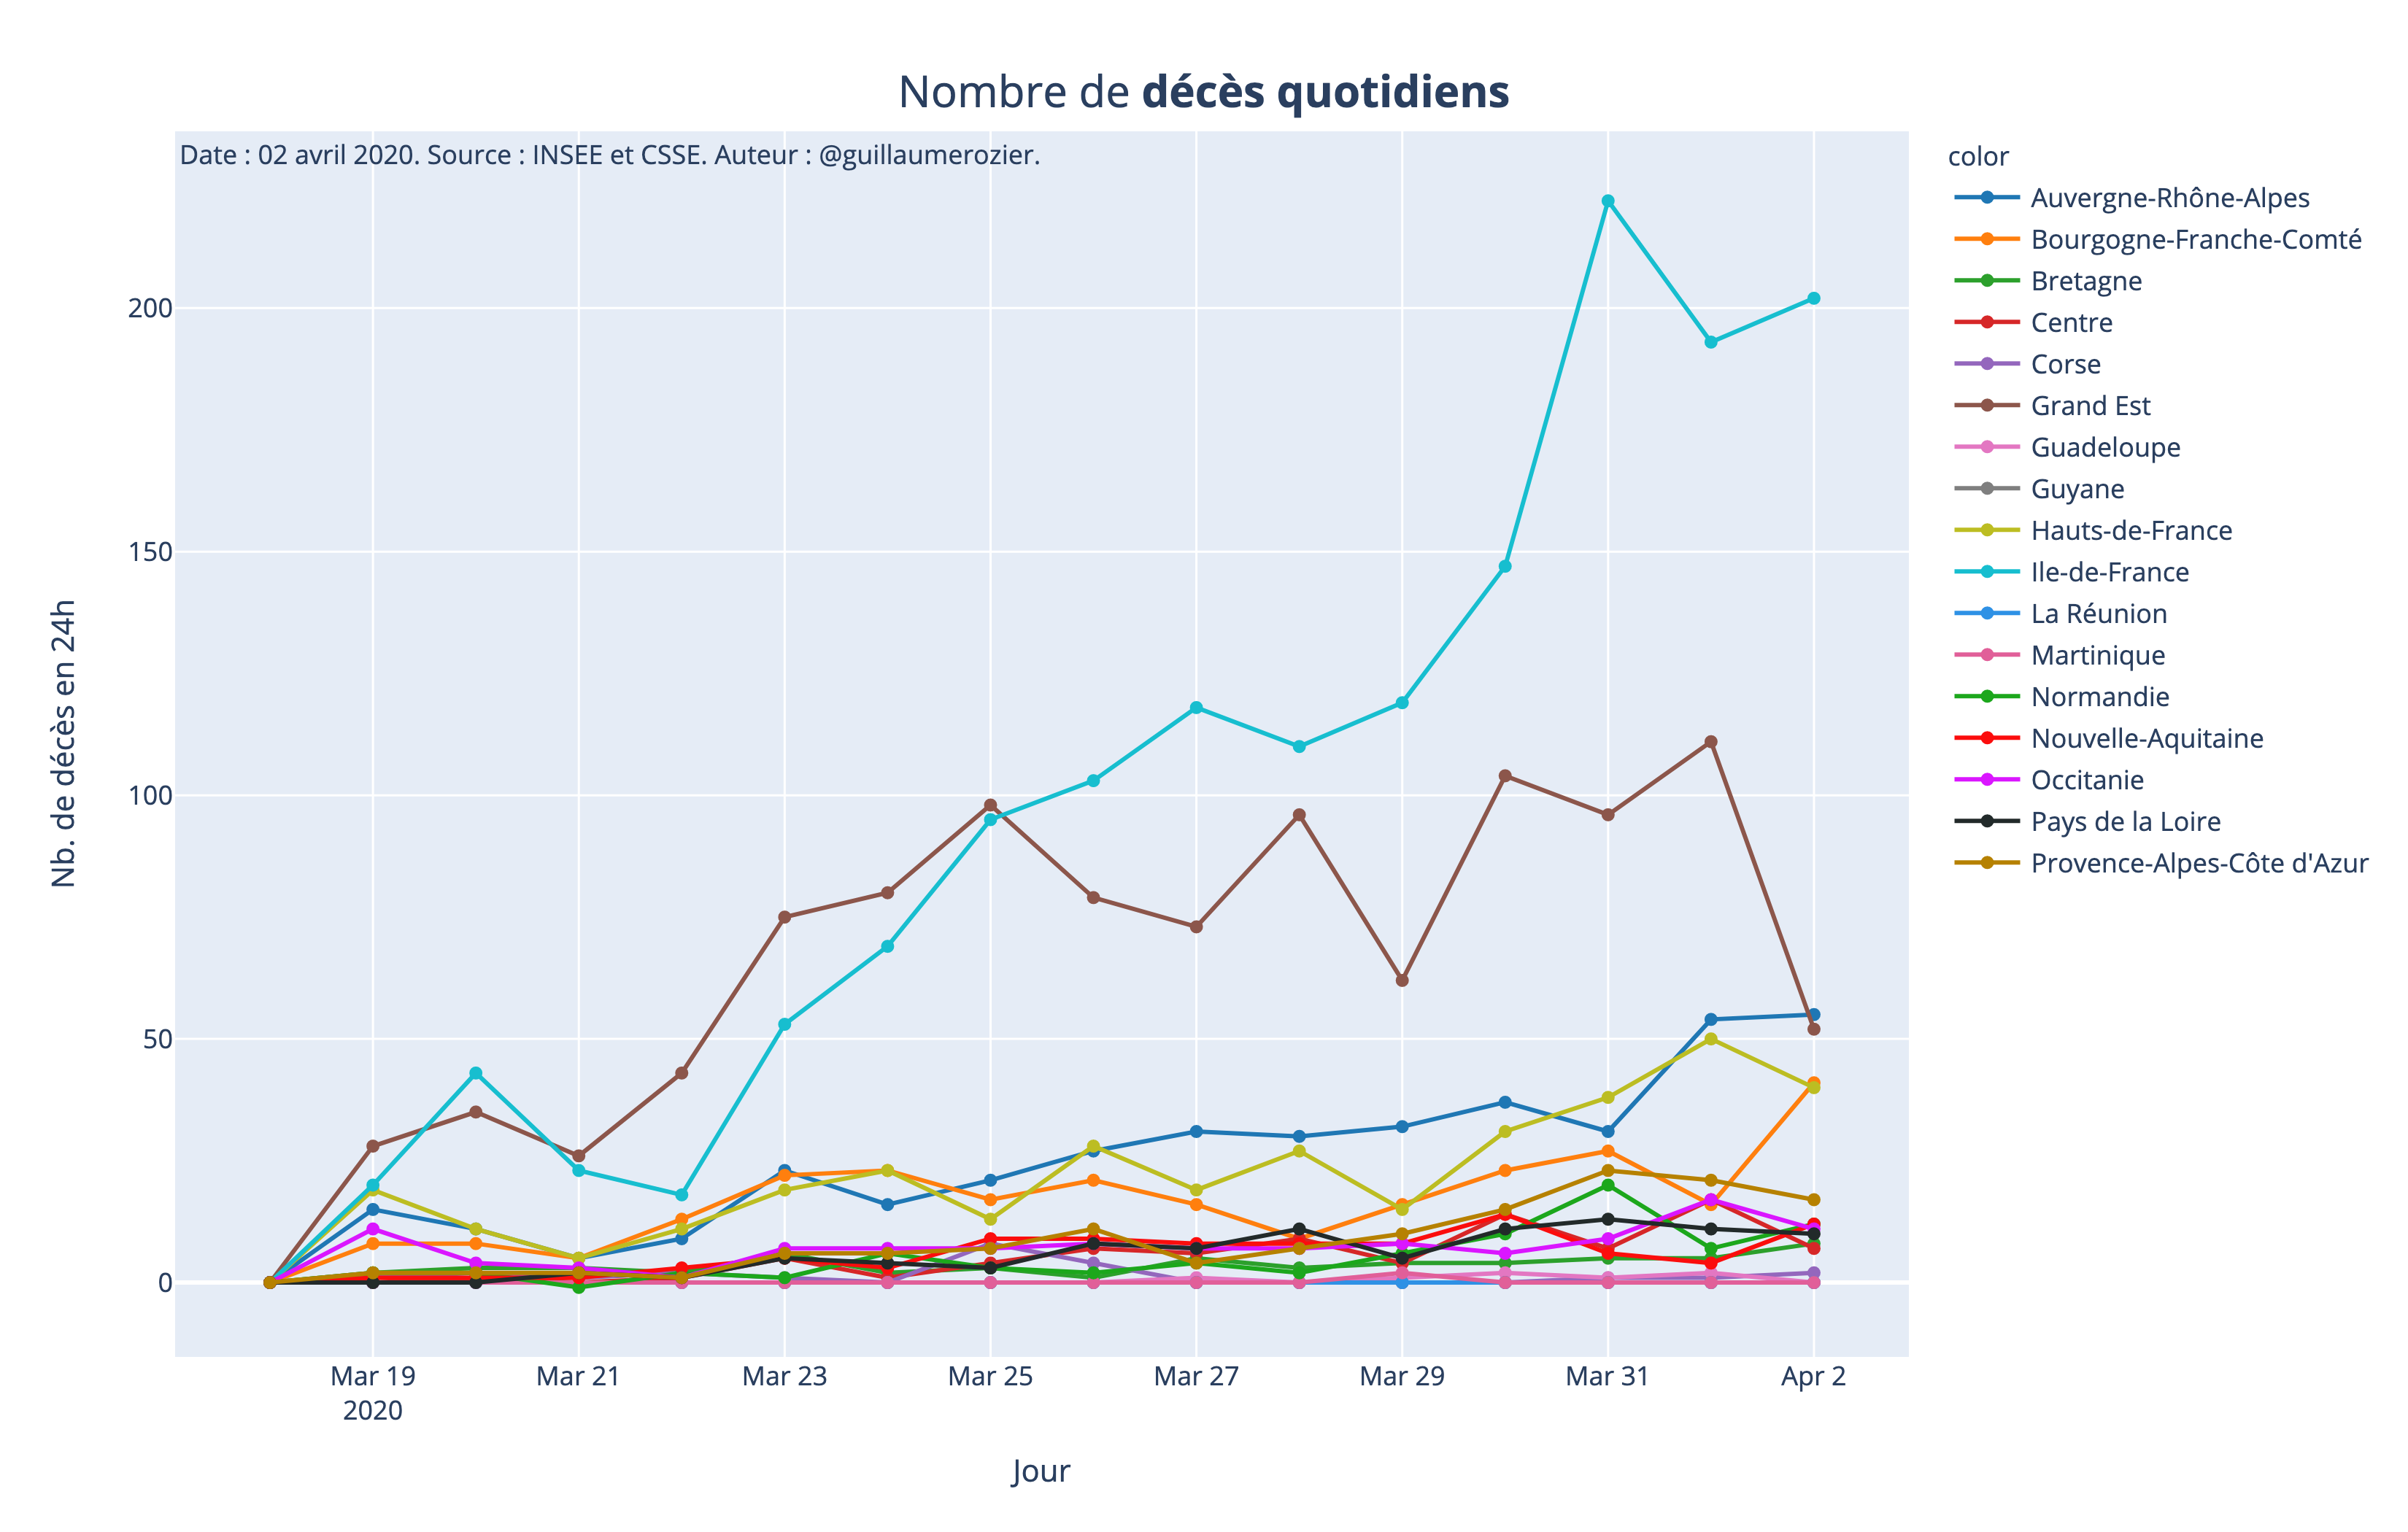 Nombre de décès quotidiens
Date : 02 avril 2020. Source : INSEE et CSSE. Auteur : @guillaumerozier.
color
Auvergne-Rhône-Alpes
Bourgogne-Franche-Comté
Bretagne
Centre
Corse
Grand Est
Guadeloupe
Guyane
Hauts-de-France
Ile-de-France
La Réunion
Martinique
Normandie
Nouvelle-Aquitaine
Occitanie
Pays de la Loire
Provence-Alpes-Côte d'Azur
Nb. de décès en 24h
200
150
100
50
0
Mar 19 Mar 21 Mar 23 Mar 25 Mar 27 Mar 29 Mar 31 Apr 2
2020
Jour